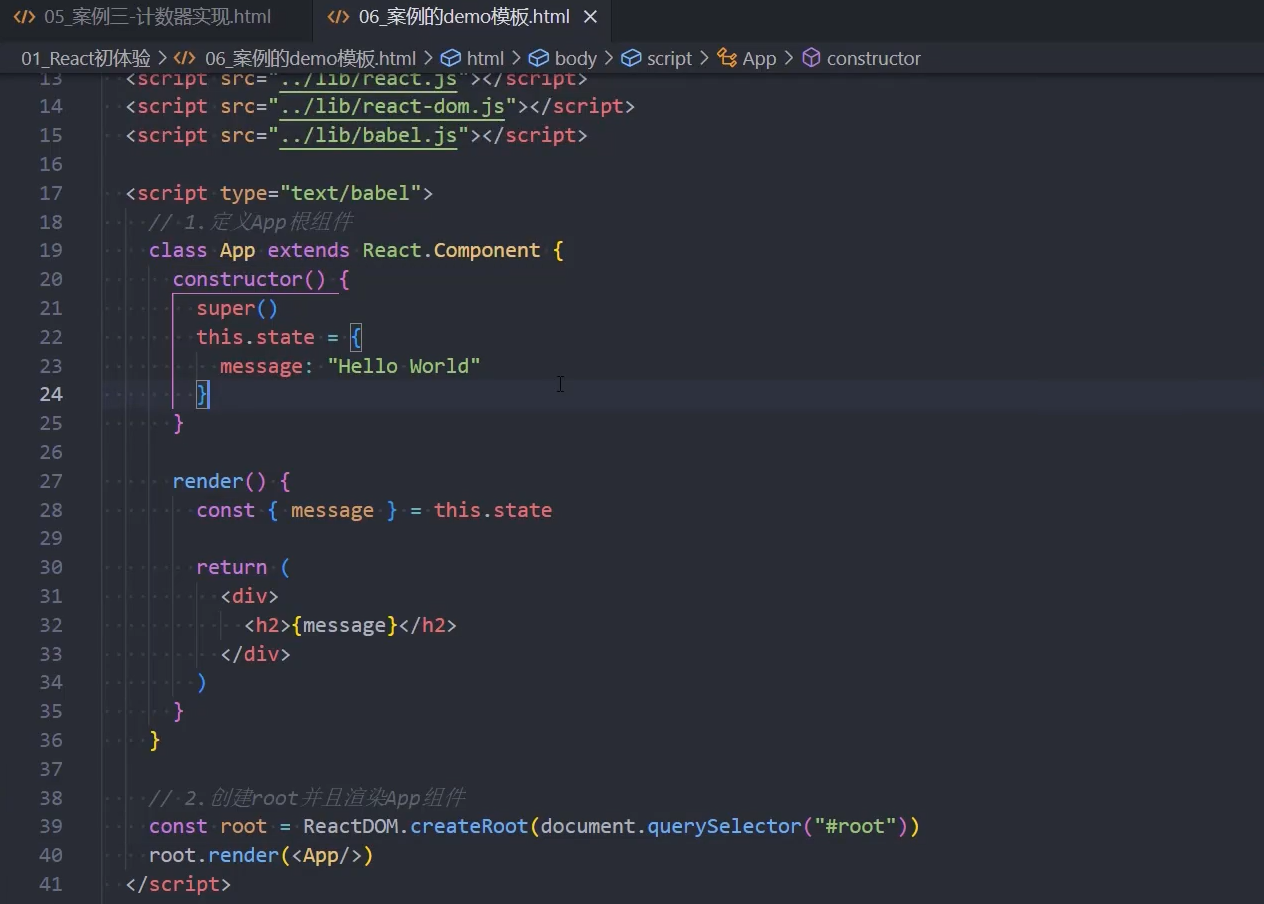 05_案例三-计数器实现.html 06_案例的demo模板.html
01_React初体验 > 06_案例的demo模板.html > html > body > script > App > constructor
13 <script src="../lib/react.js"></script>
14 <script src="../lib/react-dom.js"></script>
15 <script src="../lib/babel.js"></script>
16
17 <script type="text/babel">
18 // 1.定义App根组件
19 class App extends React.Component {
20 constructor() {
21 super()
22 this.state = {
23 message: "Hello World"
24 }
25 }
26
27 render() {
28 const { message } = this.state
29
30 return (
31 <div>
32 <h2>{message}</h2>
33 </div>
34 )
35 }
36 }
37
38 // 2.创建root并且渲染App组件
39 const root = ReactDOM.createRoot(document.querySelector("#root"))
40 root.render(<App/>)
41 </script>